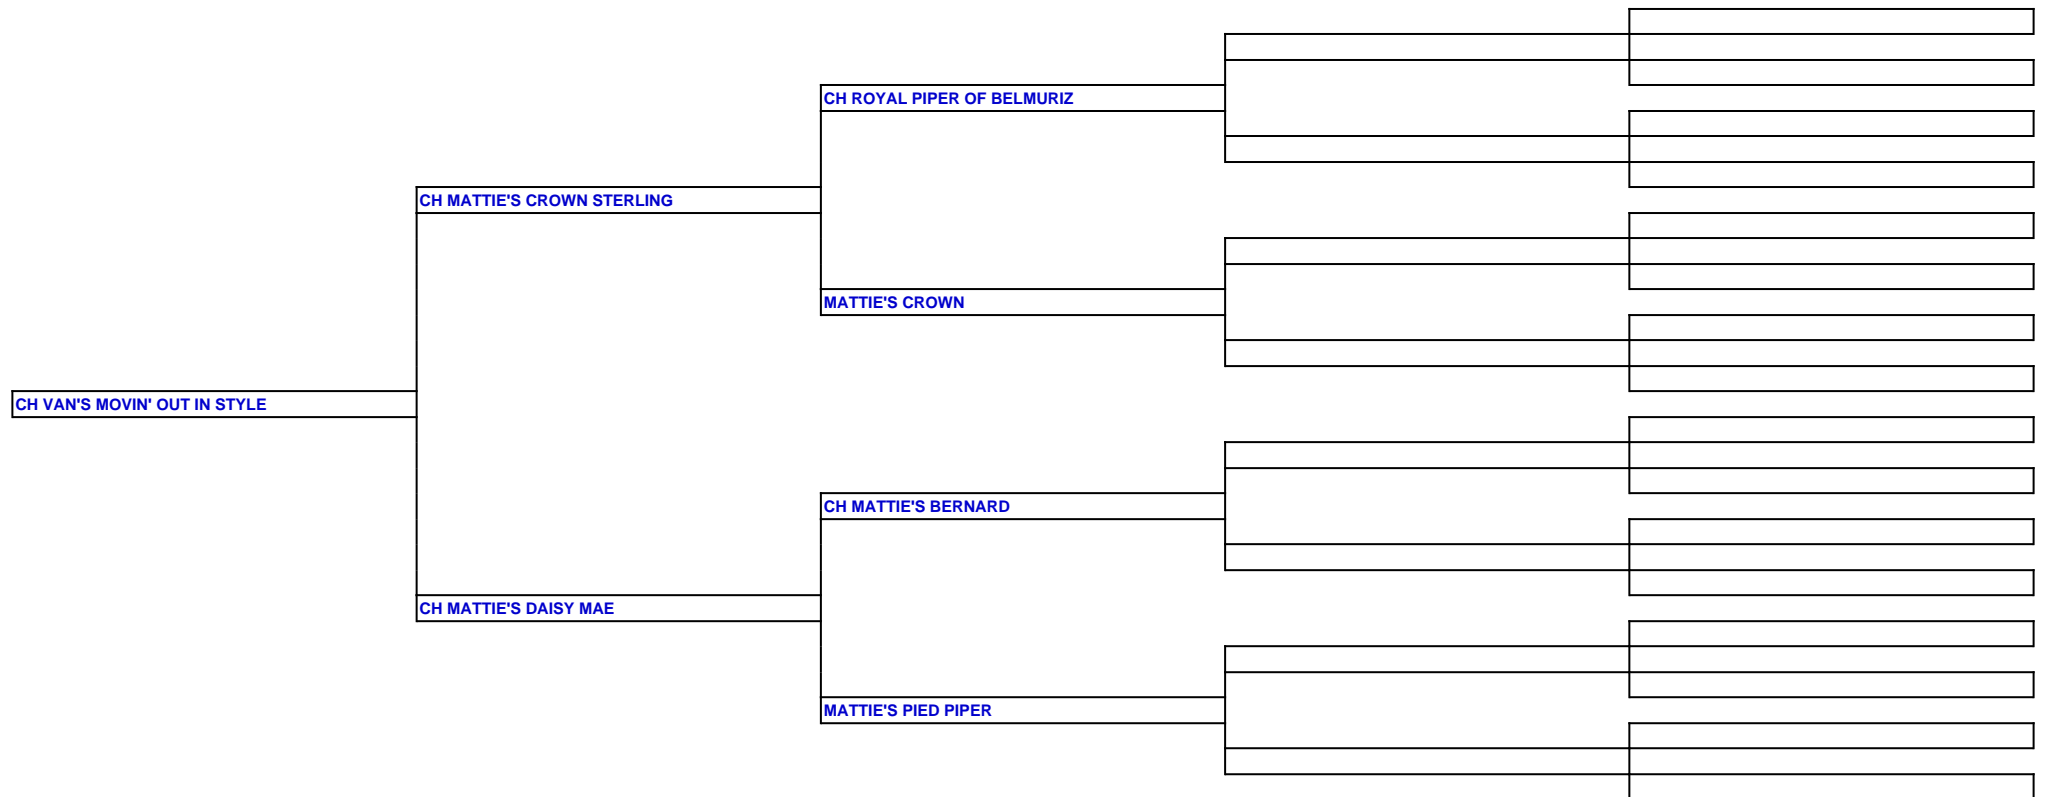 CH ROYAL PIPER OF BELMURIZ
CH MATTIE'S CROWN STERLING
MATTIE'S CROWN
CH VAN'S MOVIN' OUT IN STYLE
CH MATTIE'S BERNARD
CH MATTIE'S DAISY MAE
MATTIE'S PIED PIPER